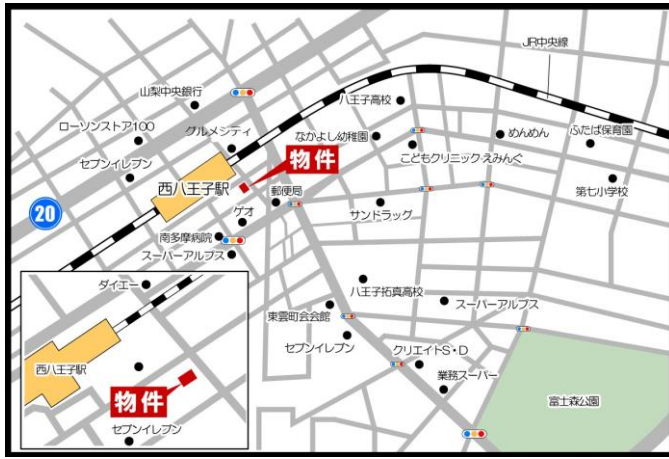 JR中央線
山梨中央銀行
八王子高校
ローソンストア100
グルメシティ
なかよし幼稚園
めんめん
ふたば保育園
セブンイレブン
物件
こどもクリニックえみんぐ
西八王子駅
郵便局
サンドラッグ
第七小学校
20
ゲオ
南多摩病院
スーパーアルプス
ダイエー
八王子拓真高校
スーパーアルプス
東雲町会会館
セブンイレブン
クリエイトS・D
西八王子駅
業務スーパー
物件
富士森公園
セブンイレブン